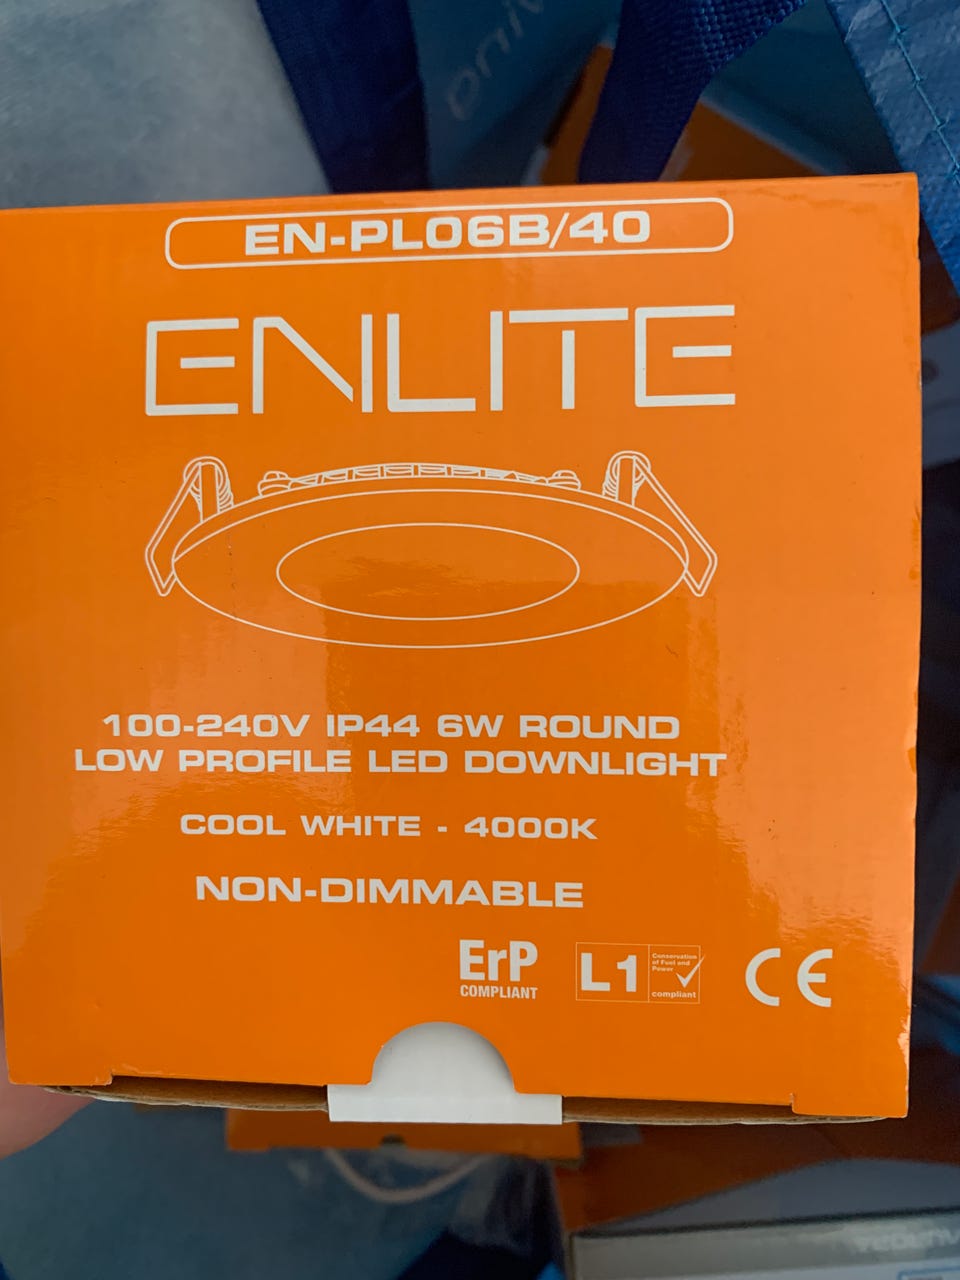 EN-PL06B/40
ENLITE
100-240V IP44 6W ROUND
LOW PROFILE LED DOWNLIGHT
COOL WHITE - 4000K
NON-DIMMABLE
ErP
COMPLIANT
L1
Conservation
of Fuel and
Power
compliant
CE